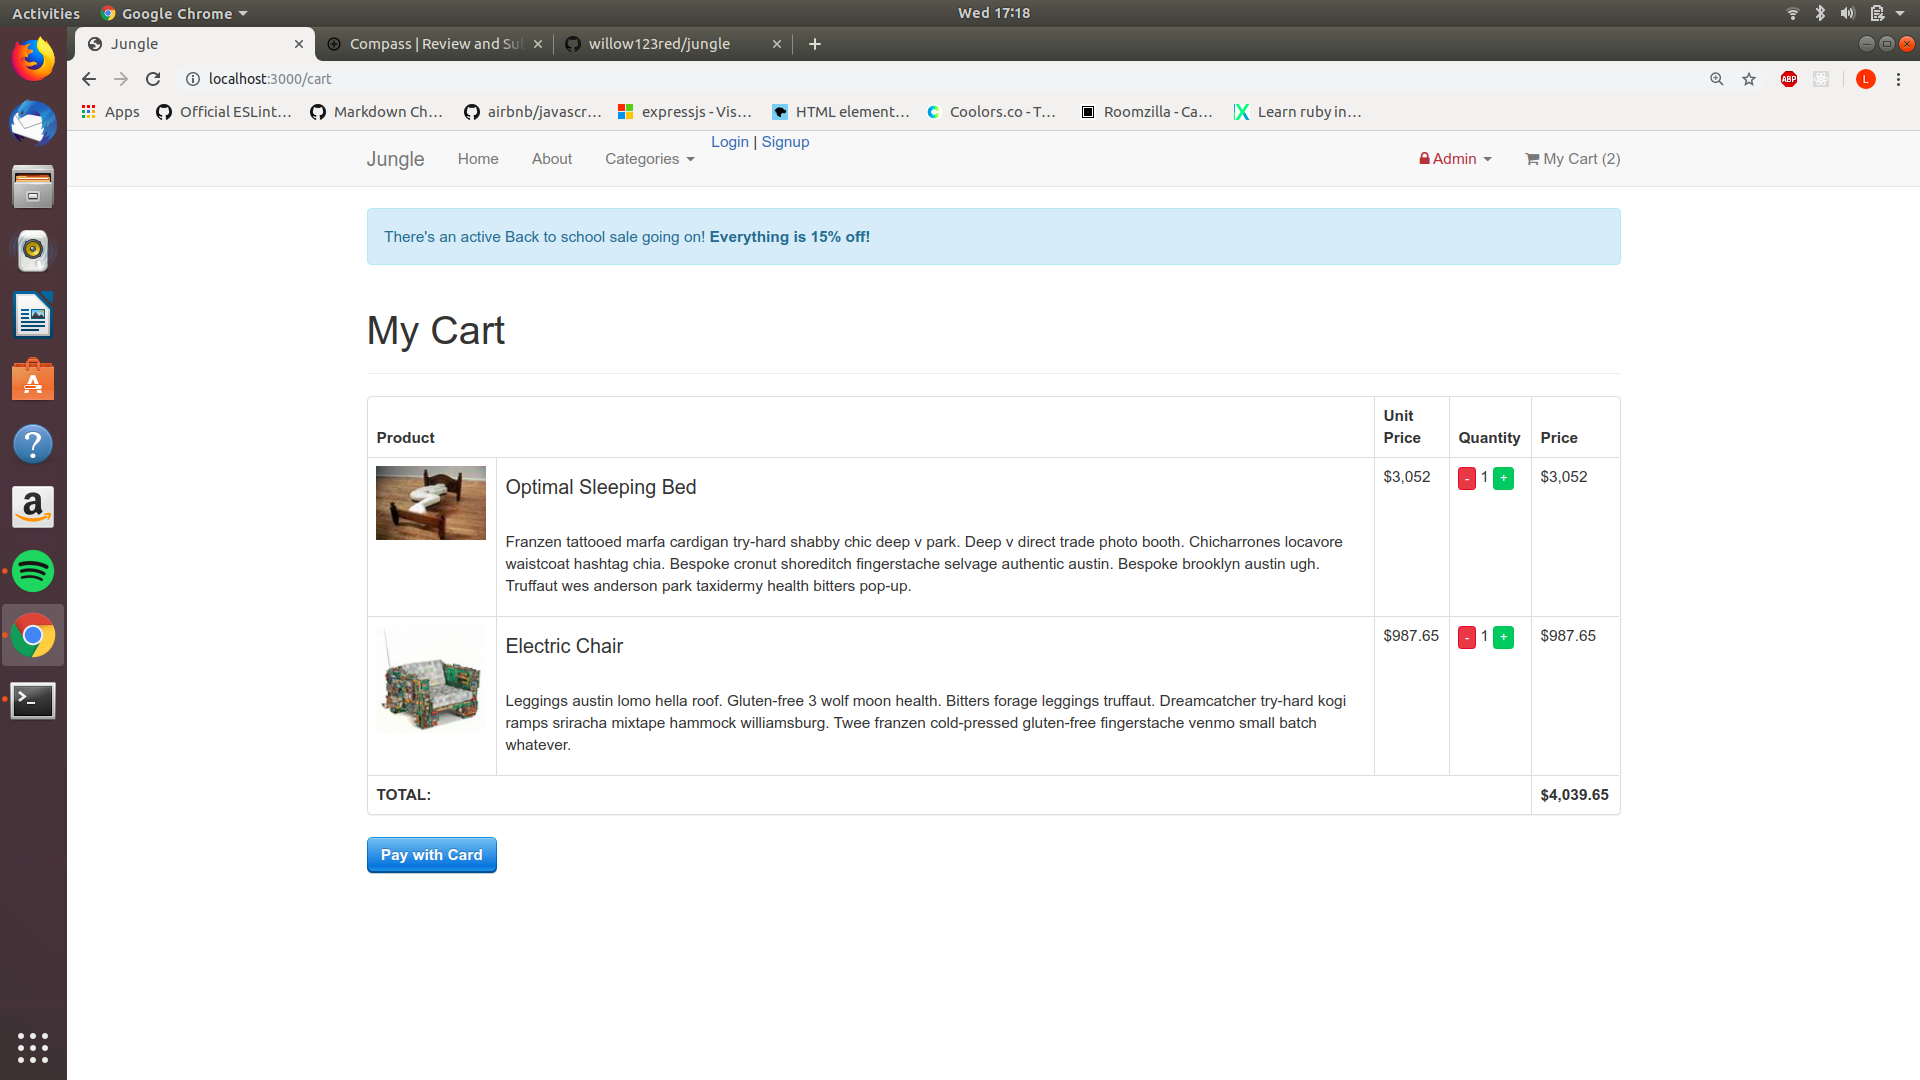 Activities Google Chrome Wed 17:18
Jungle Compass | Review and Su willow123red/jungle
localhost:3000/cart ABP L
Apps Official ESLint... Markdown Ch... airbnb/javascr... expressjs - Vis... HTML element... Coolors.co - T... Roomzilla - Ca... Learn ruby in...
Login | Signup
Jungle Home About Categories Admin My Cart (2)
There's an active Back to school sale going on! Everything is 15% off!
My Cart
Product Unit Price Quantity Price
Optimal Sleeping Bed $3,052 - 1 + $3,052
Franzen tattooed marfa cardigan try-hard shabby chic deep v park. Deep v direct trade photo booth. Chicharrones locavore
waistcoat hashtag chia. Bespoke cronut shoreditch fingerstache selvage authentic austin. Bespoke brooklyn austin ugh.
Truffaut wes anderson park taxidermy health bitters pop-up.
Electric Chair $987.65 - 1 + $987.65
Leggings austin lomo hella roof. Gluten-free 3 wolf moon health. Bitters forage leggings truffaut. Dreamcatcher try-hard kogi
ramps sriracha mixtape hammock williamsburg. Twee franzen cold-pressed gluten-free fingerstache venmo small batch
whatever.
TOTAL: $4,039.65
Pay with Card